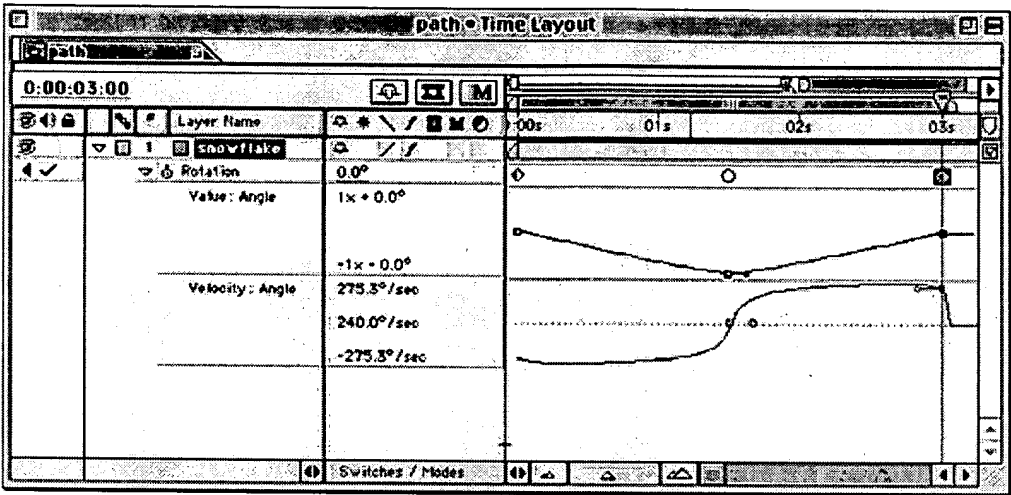 path • Time Layout
path
0:00:03:00
M
Layer Name
M
:00s
01s
02s
03s
1
snowflake
Rotation
0.0°
Value: Angle
1x + 0.0°
-1x - 0.0°
Velocity: Angle
275.3°/sec
240.0°/sec
-275.3°/sec
Switches / Modes